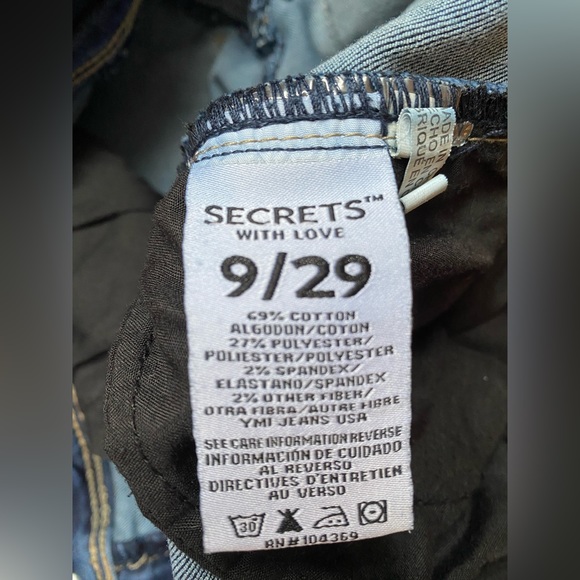 SECRETS™
WITH LOVE
9/29
69% COTTON
ALGODON/COTON
27% POLYESTER/
POLIESTER/POLYESTER
2% SPANDEX/
ELASTANO/SPANDEX
2% OTHER FIBER/
OTRA FIBRA/AUTRE FIBRE
YMI JEANS USA
SEE CARE INFORMATION REVERSE
INFORMACIÓN DE CUIDADO
AL REVERSO
DIRECTIVES D'ENTRETIEN
AU VERSO
30
RN#104369